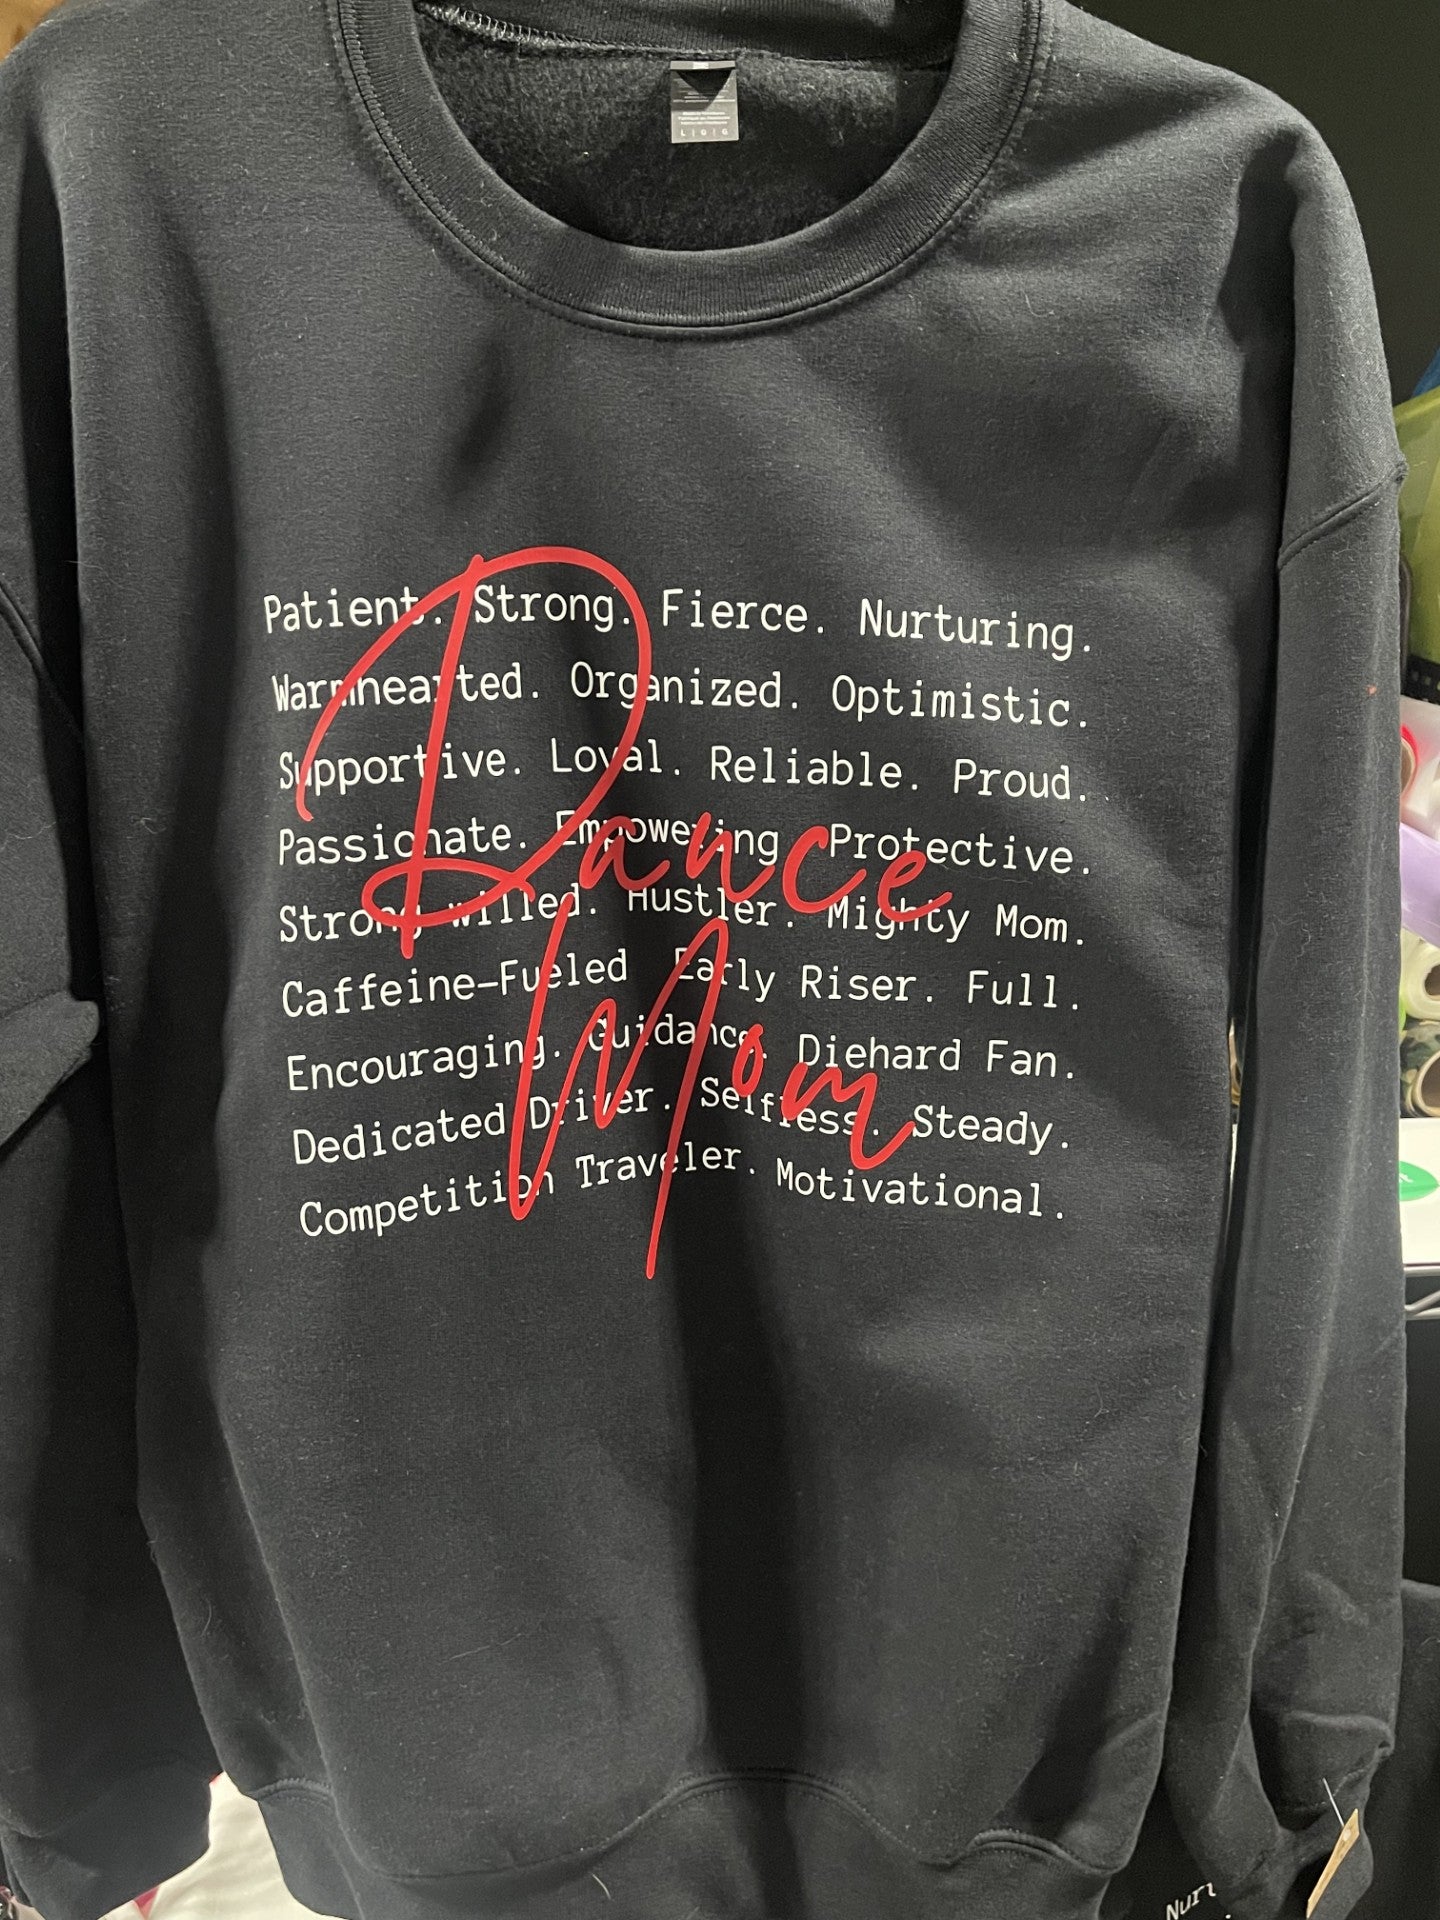 L | G | G
Patient. Strong. Fierce. Nurturing.
Warmhearted. Organized. Optimistic.
Supportive. Loyal. Reliable. Proud.
Passionate. Empowering Protective.
Strong-willed. Hustler. Mighty Mom.
Caffeine-Fueled Early Riser. Full.
Encouraging. Guidance. Diehard Fan.
Dedicated Driver. Selfless. Steady.
Competition Traveler. Motivational.
Dance
Mom